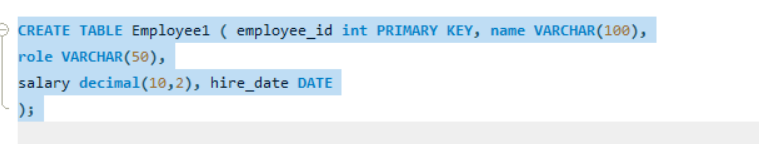 CREATE TABLE Employee1 ( employee_id int PRIMARY KEY, name VARCHAR(100),
role VARCHAR(50),
salary decimal(10,2), hire_date DATE
);